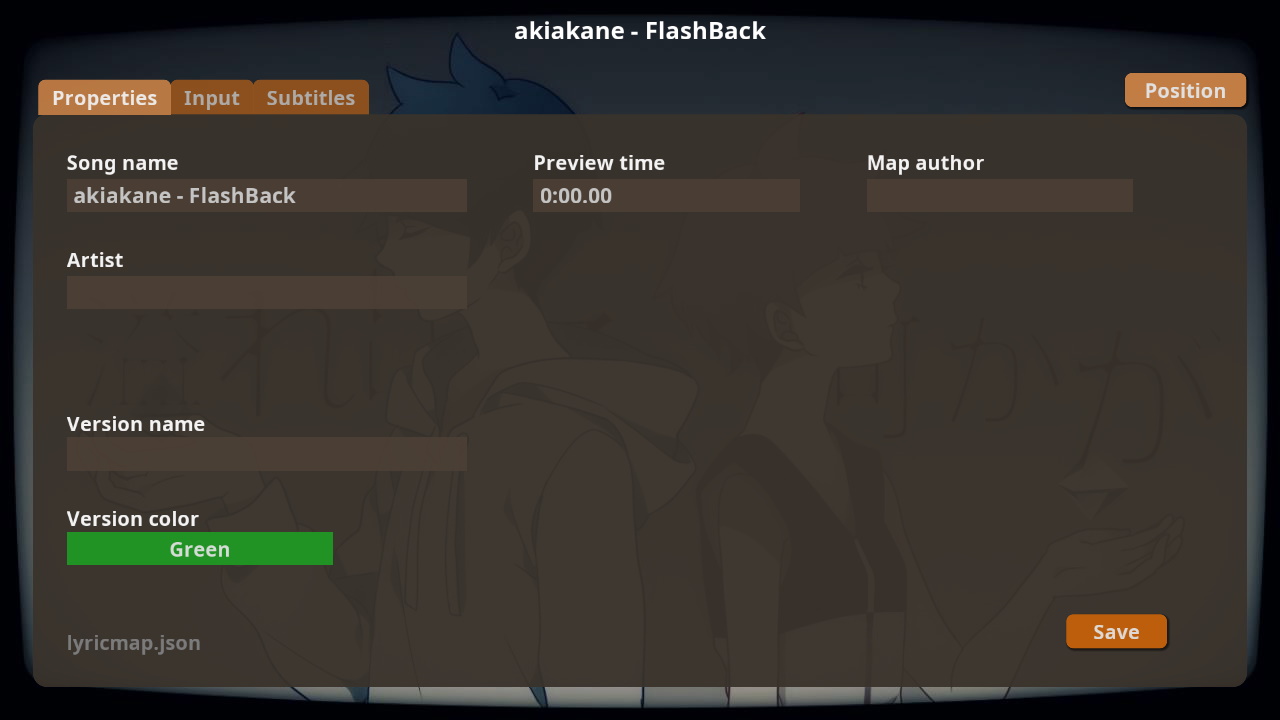 akiakane - FlashBack
Properties Input Subtitles Position
Song name Preview time Map author
akiakane - FlashBack 0:00.00
Artist
Version name
Version color
Green
lyricmap.json
Save